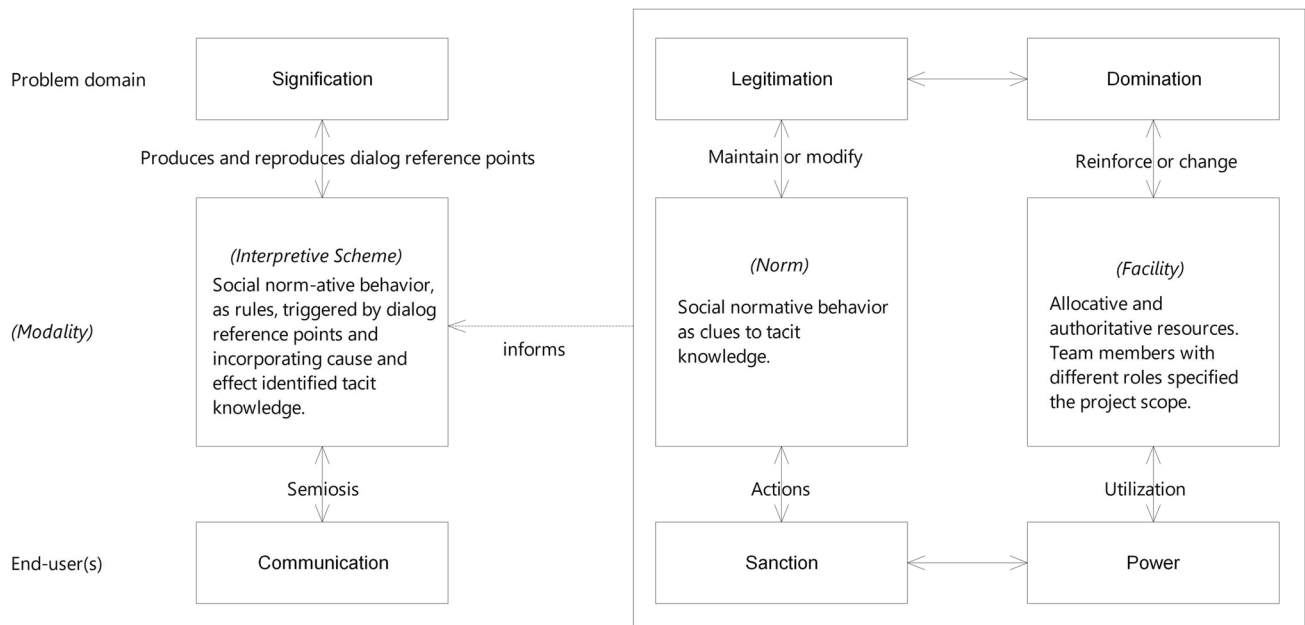 Problem domain
Signification
Legitimation
Domination
Produces and reproduces dialog reference points
Maintain or modify
Reinforce or change
(Modality)
(Interpretive Scheme)
Social norm-ative behavior,
as rules, triggered by dialog
reference points and
incorporating cause and
effect identified tacit
knowledge.
informs
(Norm)
Social normative behavior
as clues to tacit
knowledge.
(Facility)
Allocative and
authoritative resources.
Team members with
different roles specified
the project scope.
Semiosis
Actions
Utilization
End-user(s)
Communication
Sanction
Power